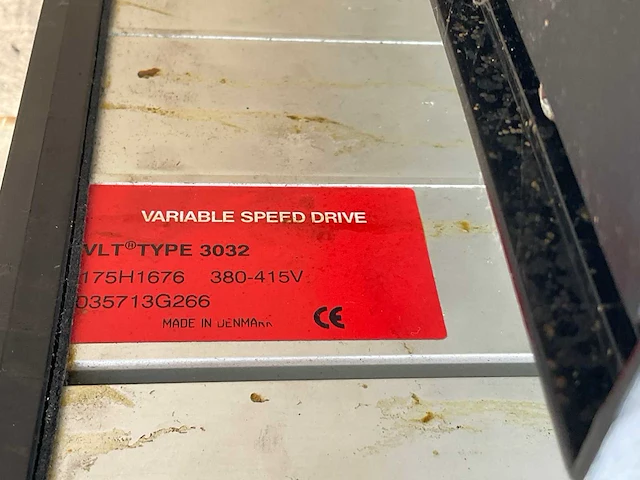 VARIABLE SPEED DRIVE
VLT®TYPE 3032
175H1676 380-415V
035713G266
MADE IN DENMARK
CE